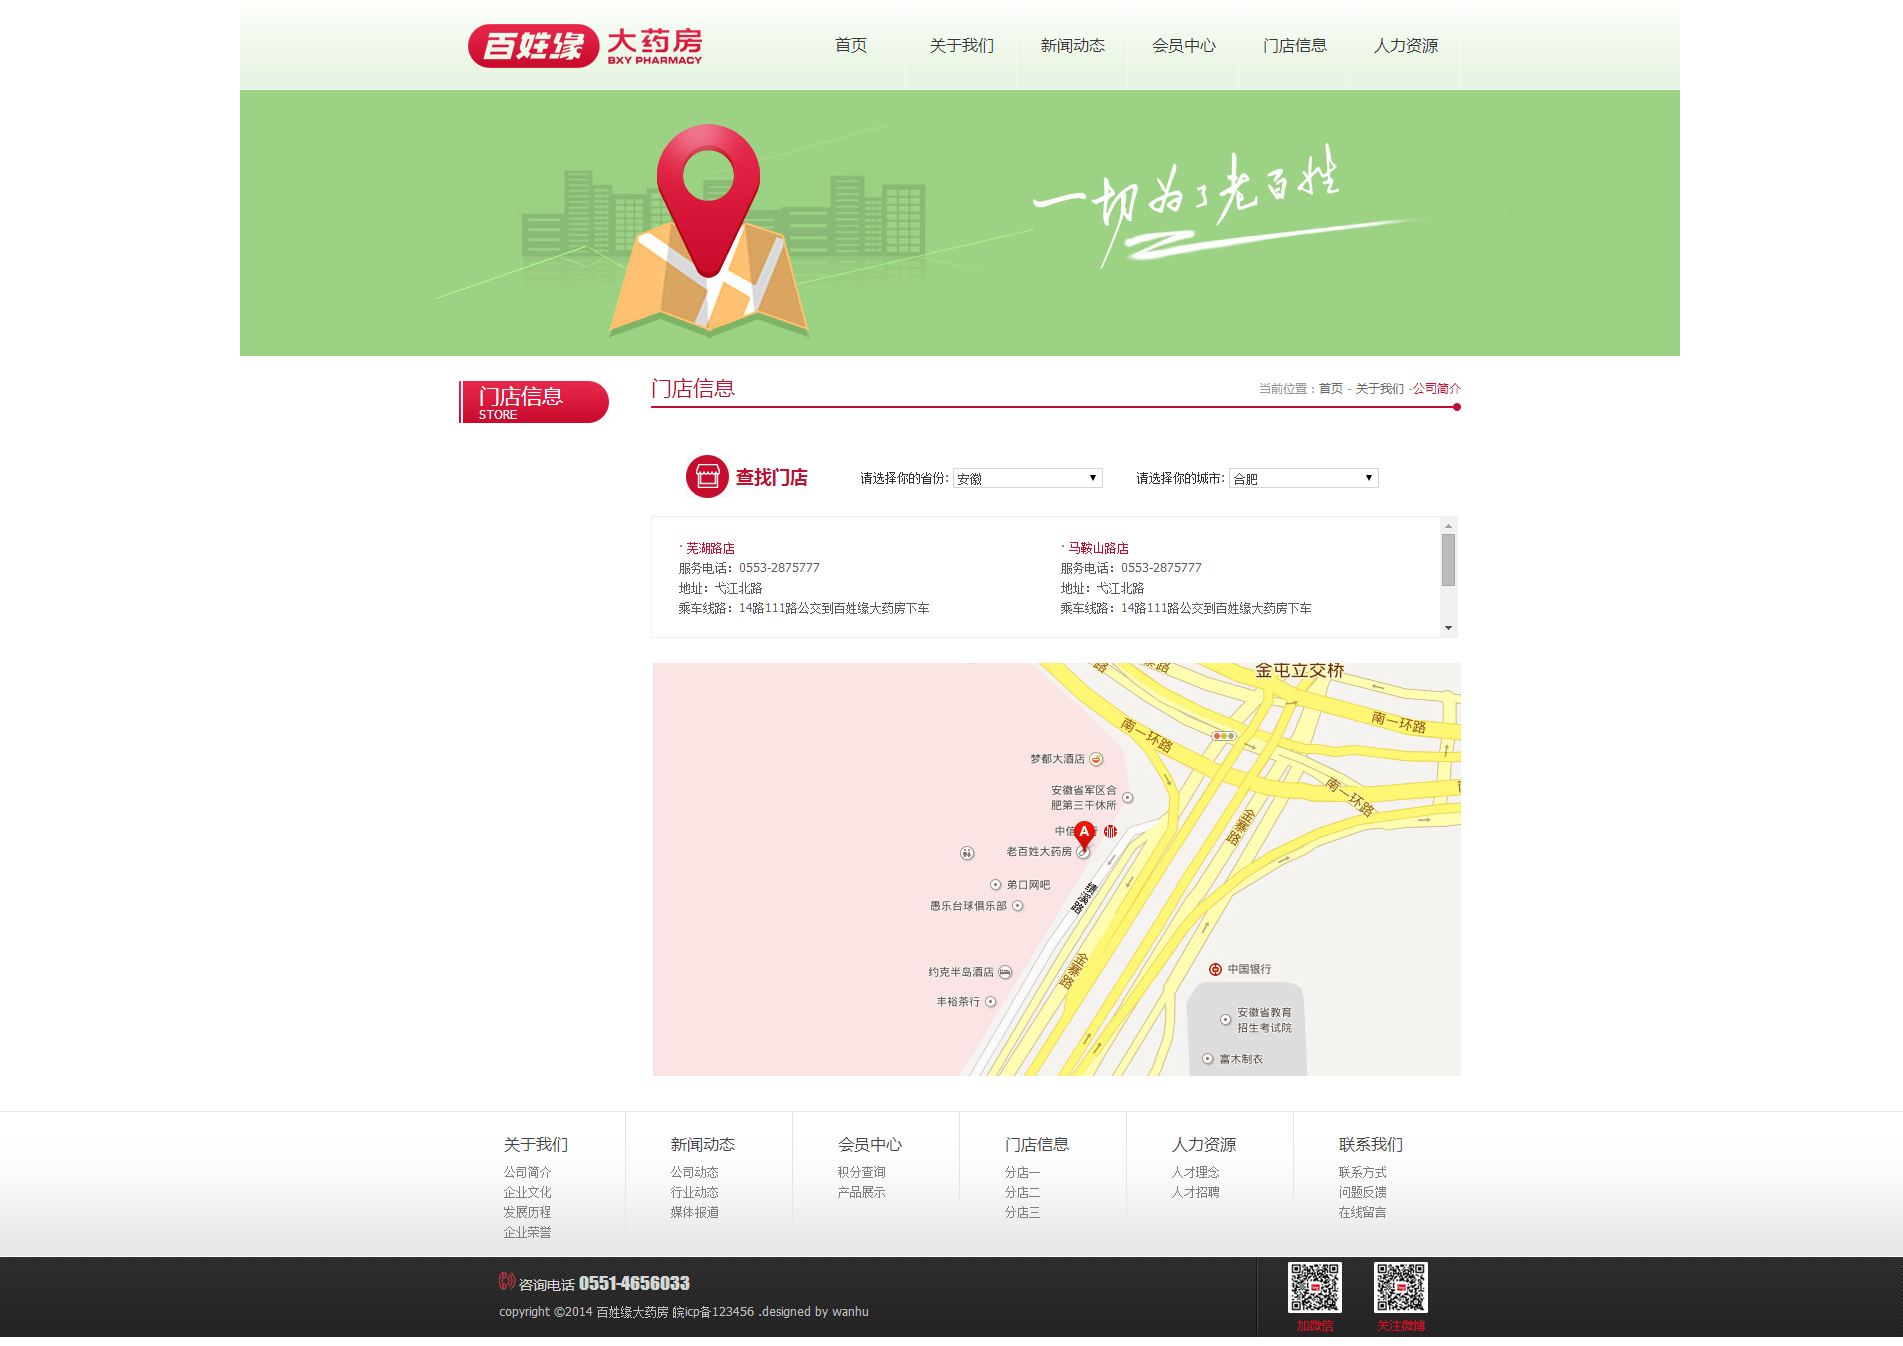 百姓缘 大药房
BXY PHARMACY
首页 关于我们 新闻动态 会员中心 门店信息 人力资源
一切为了老百姓
门店信息
STORE
门店信息
当前位置：首页 - 关于我们 -公司简介
查找门店
请选择你的省份: 安徽
请选择你的城市: 合肥
· 芜湖路店
服务电话：0553-2875777
地址：弋江北路
乘车线路：14路111路公交到百姓缘大药房下车
· 马鞍山路店
服务电话：0553-2875777
地址：弋江北路
乘车线路：14路111路公交到百姓缘大药房下车
金屯立交桥
南一环路
南一环路
南一环路
梦都大酒店
安徽省军区合
肥第三干休所
金寨路
A
老百姓大药房
绩溪路
弟口网吧
愚乐台球俱乐部
金寨路
约克半岛酒店
中国银行
丰裕茶行
安徽省教育
招生考试院
富木制衣
关于我们
公司简介
企业文化
发展历程
企业荣誉
新闻动态
公司动态
行业动态
媒体报道
会员中心
积分查询
产品展示
门店信息
分店一
分店二
分店三
人力资源
人才理念
人才招聘
联系我们
联系方式
问题反馈
在线留言
咨询电话 0551-4656033
copyright ©2014 百姓缘大药房 皖icp备123456 .designed by wanhu
加微信
关注微博